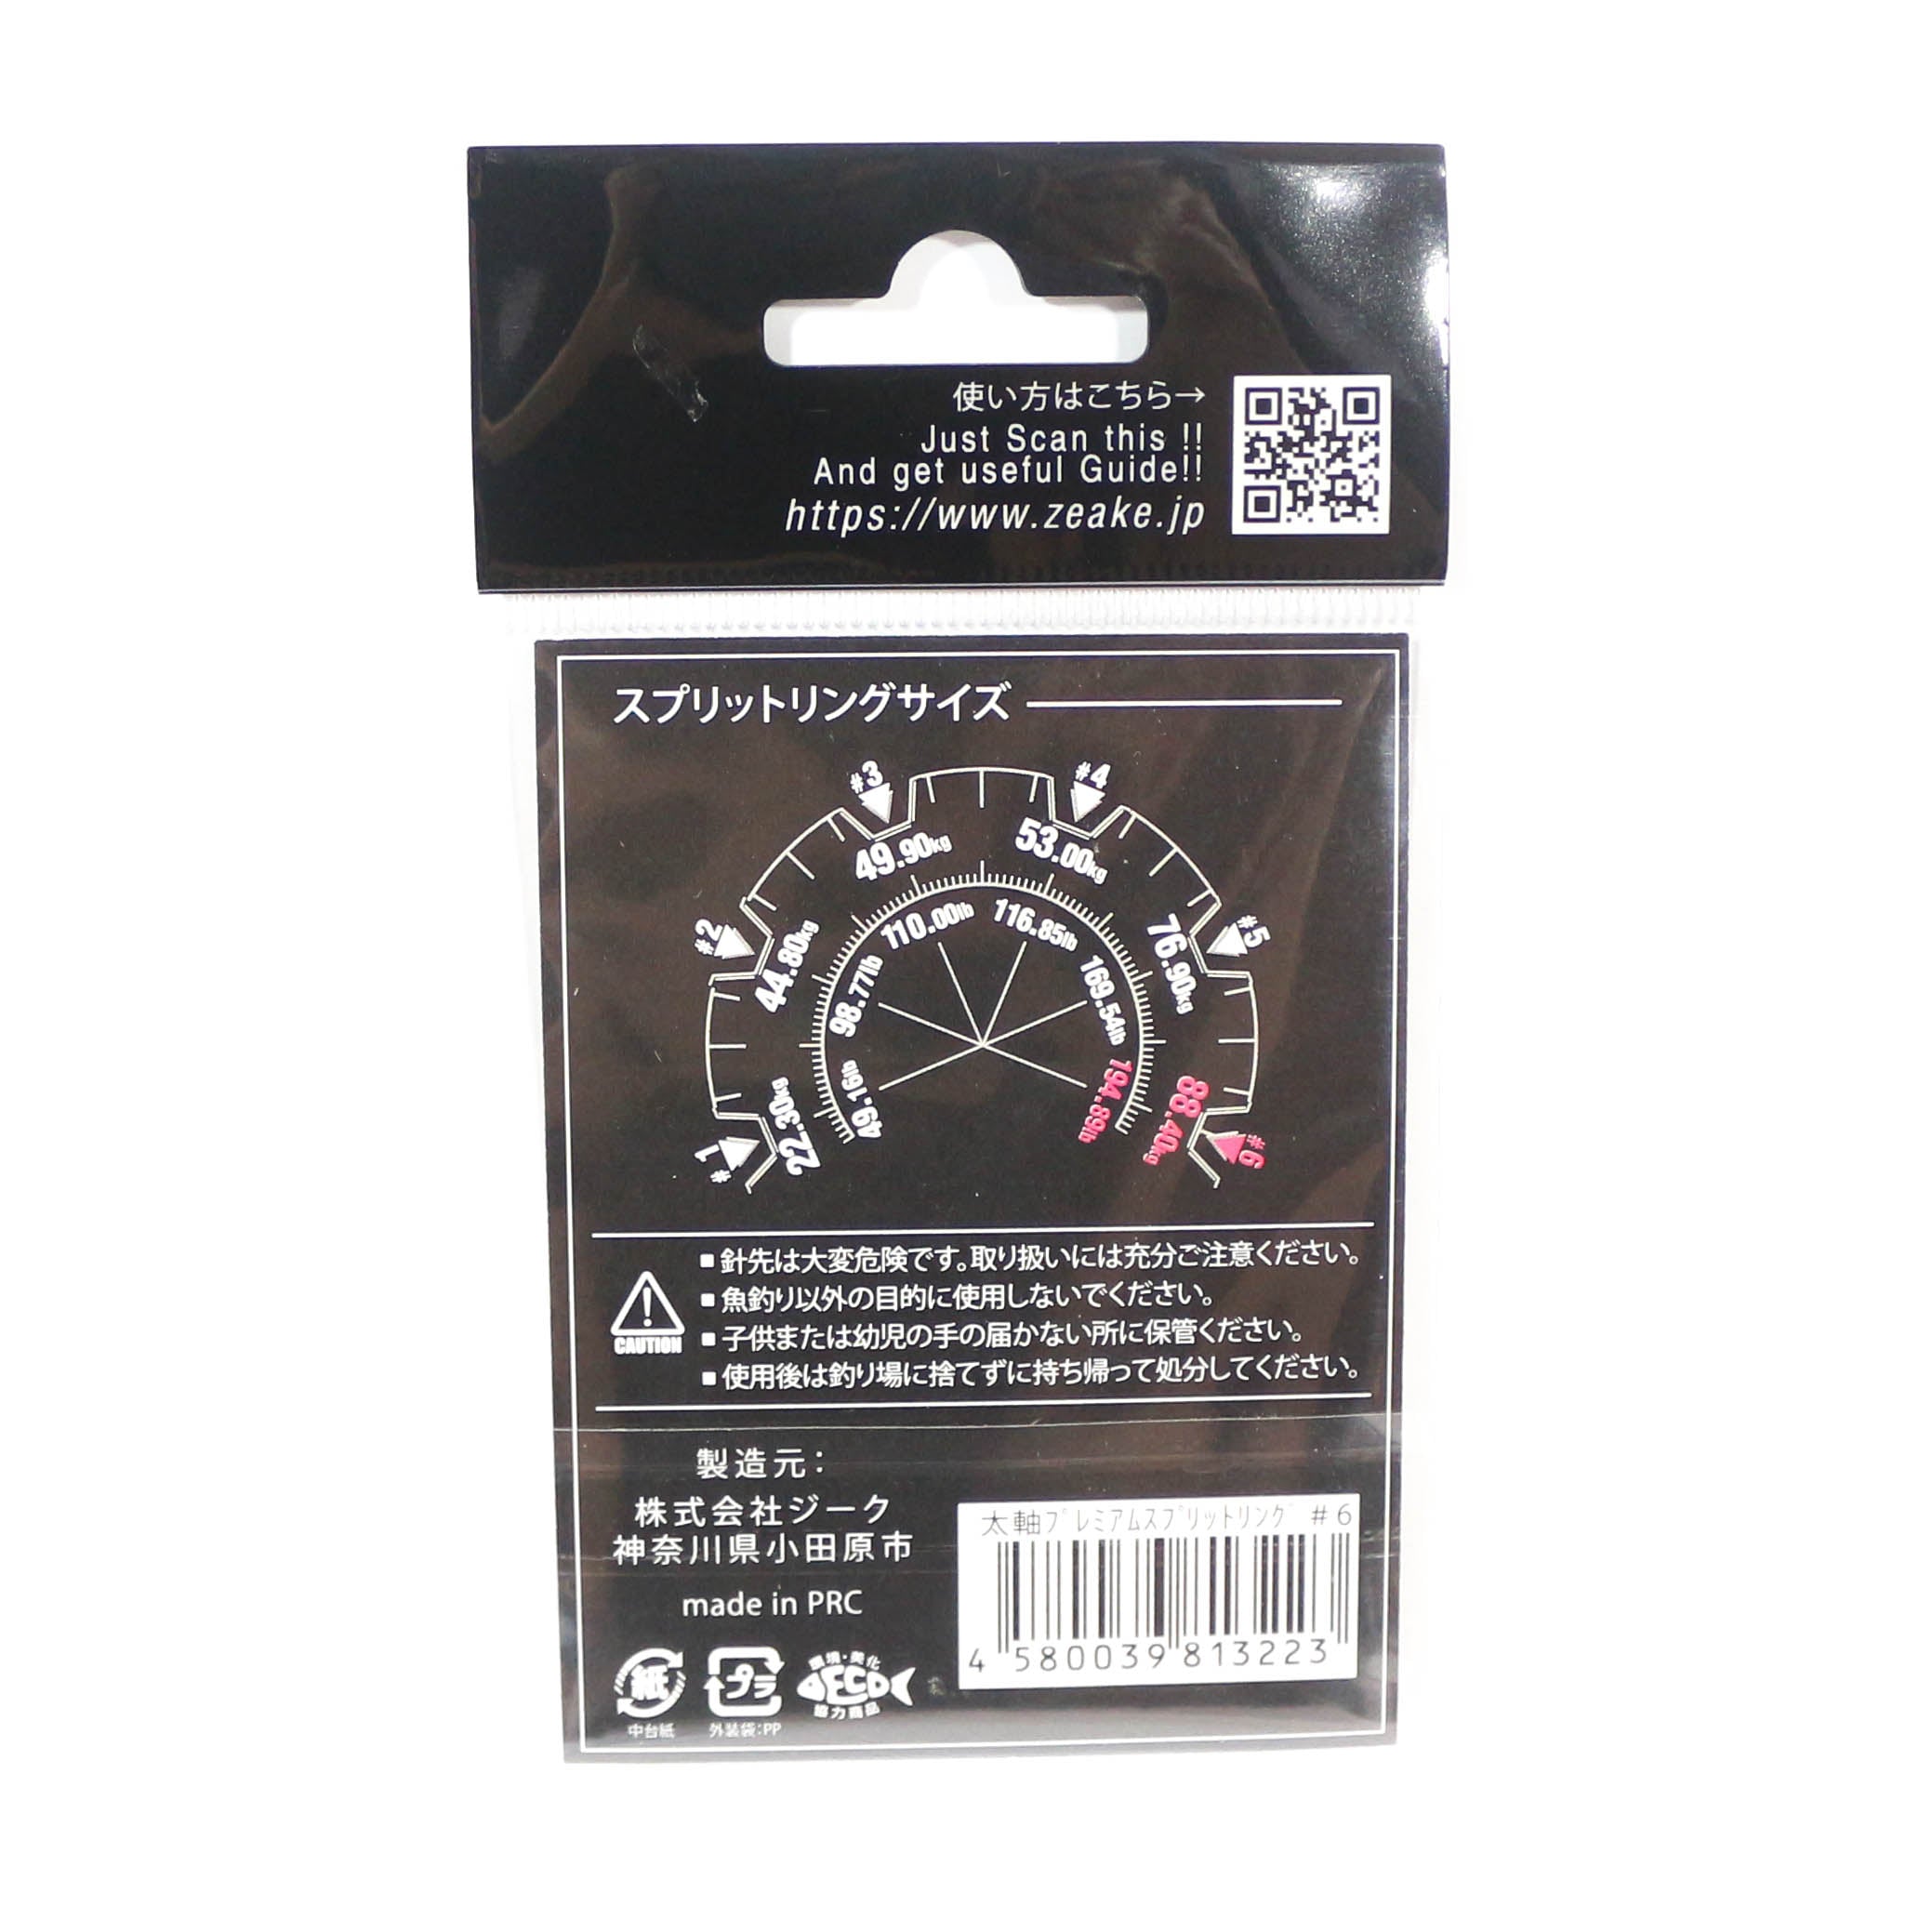 使い方はこちら→
Just Scan this !!
And get useful Guide!!
https://www.zeake.jp
スプリットリングサイズ
#1
22.30kg
49.16lb
#2
44.80kg
98.77lb
#3
49.90kg
110.00lb
#4
53.00kg
116.85lb
#5
76.90kg
169.54lb
#6
88.40kg
194.89lb
CAUTION
■針先は大変危険です。取り扱いには充分ご注意ください。
■魚釣り以外の目的に使用しないでください。
■子供または幼児の手の届かない所に保管ください。
■使用後は釣り場に捨てずに持ち帰って処分してください。
製造元：
株式会社ジーク
神奈川県小田原市
made in PRC
太軸ﾌﾟﾚﾐｱﾑｽﾌﾟﾘｯﾄﾘﾝｸﾞ #6
4 580039 813223
紙
中台紙
プラ
外装袋:PP
環境・美化
ECO
協力商品